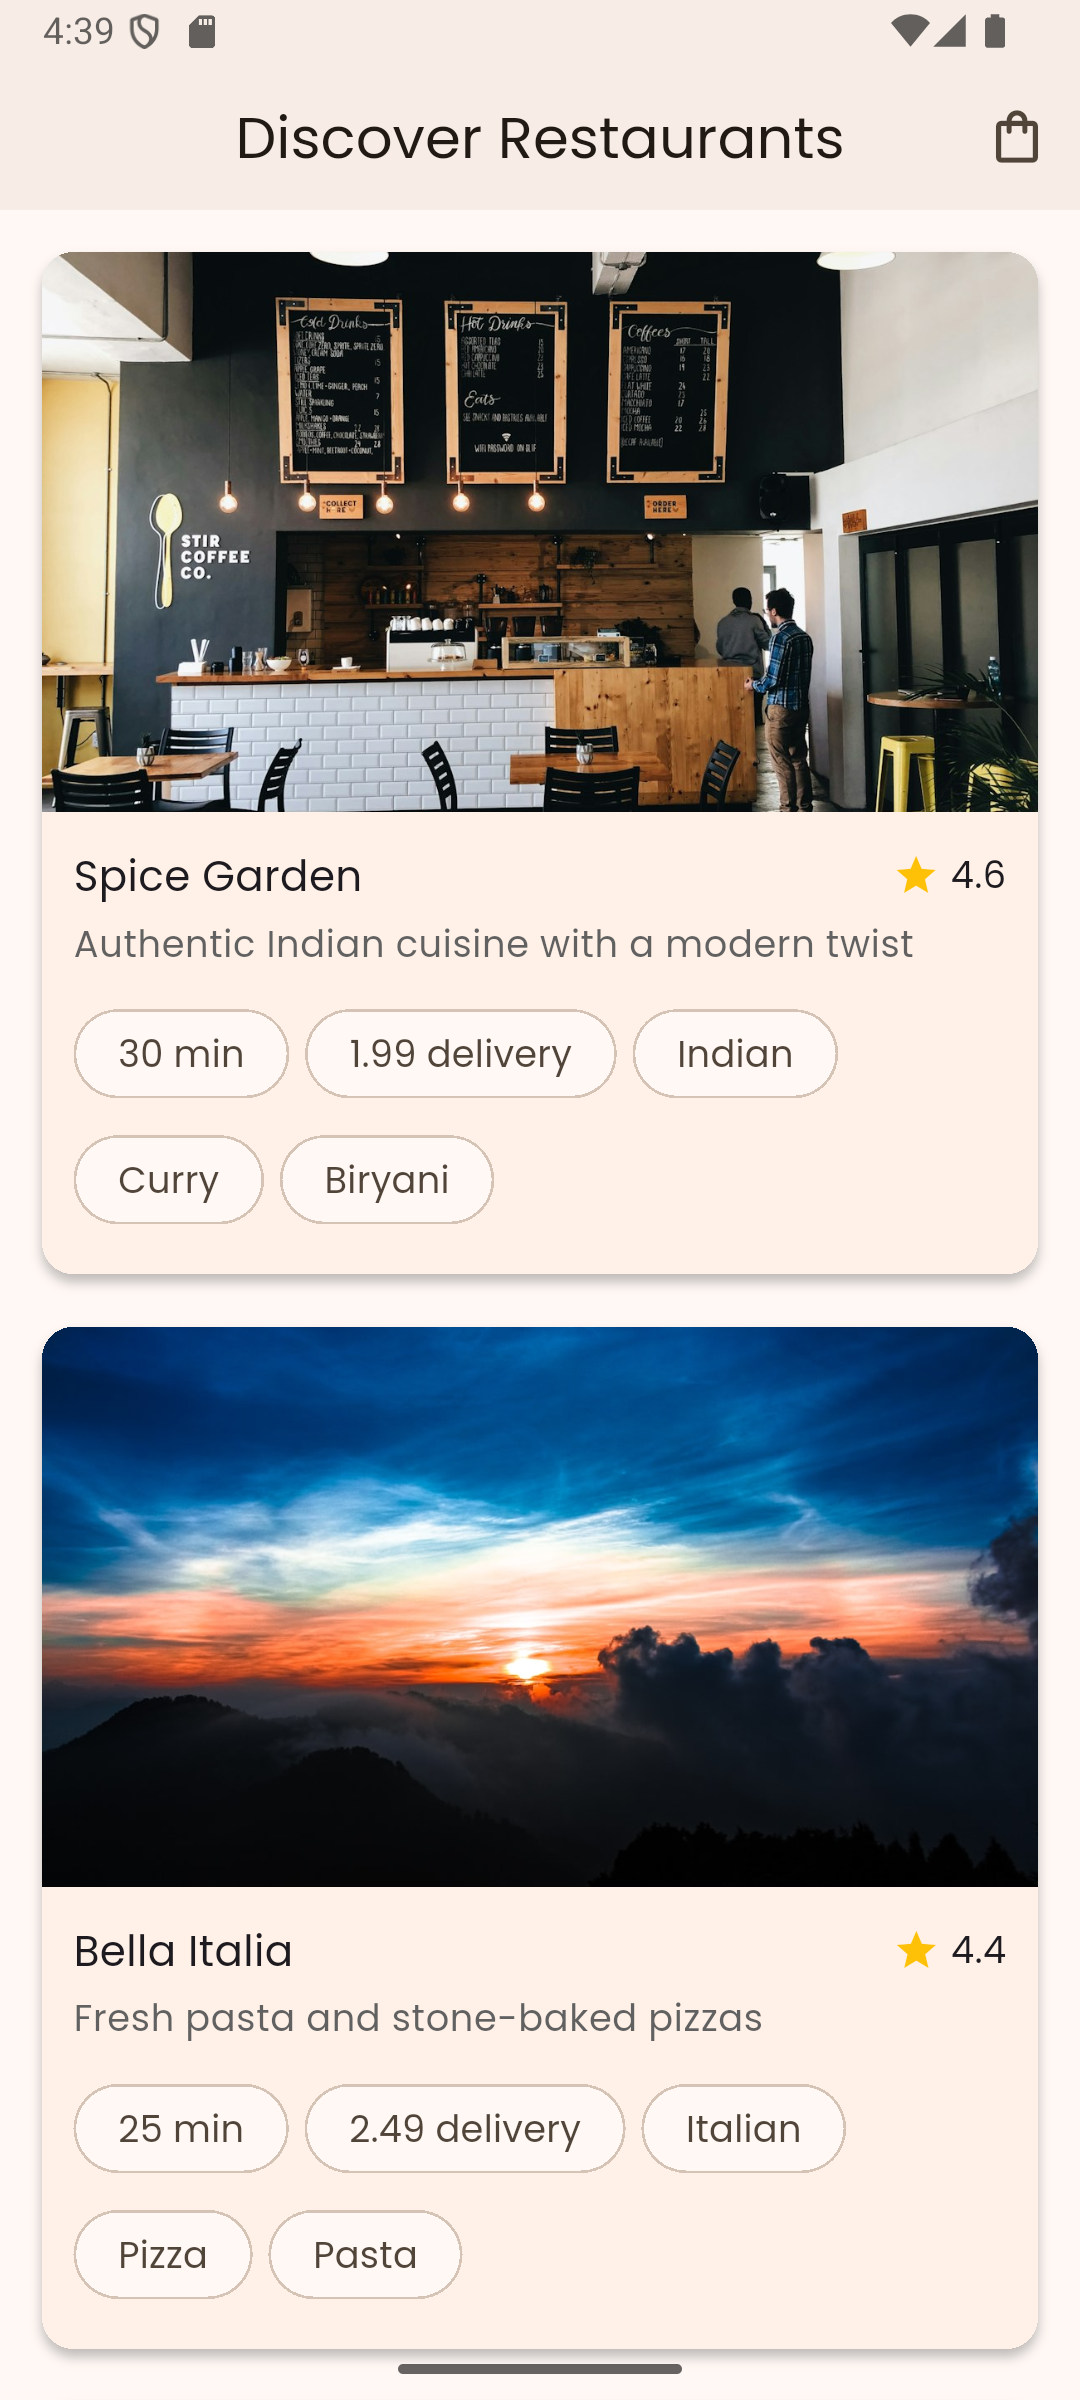 4:39
Discover Restaurants
Cold Drinks
Hot Drinks
Eats
Coffees
COLLECT
HERE
ORDER
HERE
STIR
COFFEE
CO.
Spice Garden
4.6
Authentic Indian cuisine with a modern twist
30 min
1.99 delivery
Indian
Curry
Biryani
Bella Italia
4.4
Fresh pasta and stone-baked pizzas
25 min
2.49 delivery
Italian
Pizza
Pasta